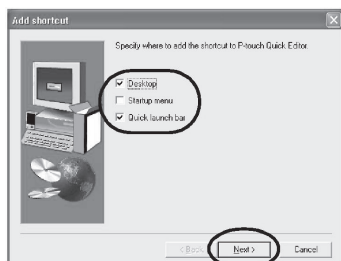 Add shortcut
Specify where to add the shortcut to P-touch Quick Editor.
Desktop
Startup menu
Quick launch bar
< Back
Next >
Cancel